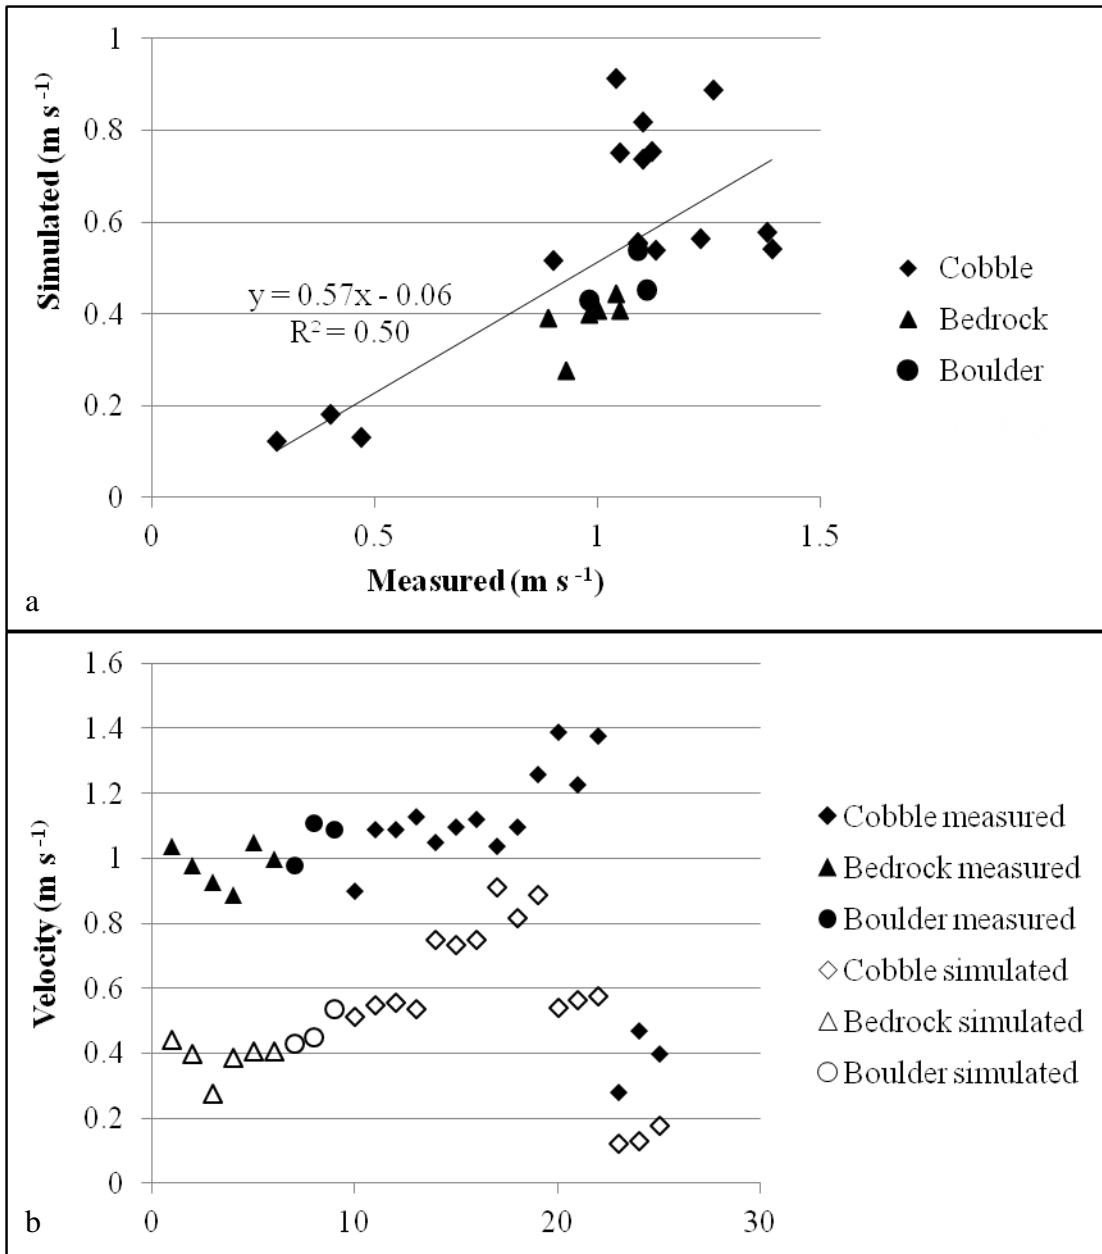 1
0.8
0.6
0.4
0.2
0
Simulated (m s -1)
y = 0.57x - 0.06
R2 = 0.50
Cobble
Bedrock
Boulder
0 0.5 1 1.5
Measured (m s -1)
a
1.6
1.4
1.2
1
0.8
0.6
0.4
0.2
0
Velocity (m s -1)
Cobble measured
Bedrock measured
Boulder measured
Cobble simulated
Bedrock simulated
Boulder simulated
0 10 20 30
b